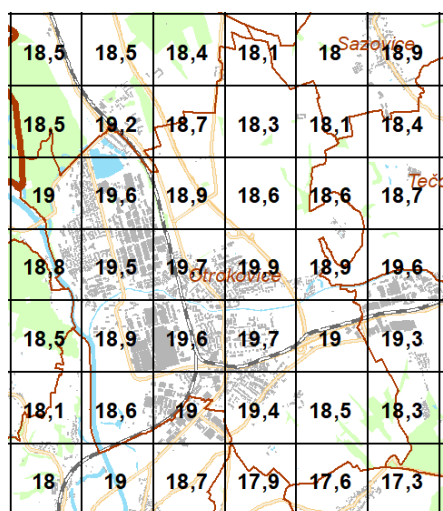 Sazovice
18,5 18,5 18,4 18,1 18 18,9
18,5 19,2 18,7 18,3 18,1 18,4
Teč
19 19,6 18,9 18,6 18,6 18,7
18,8 19,5 19,7 19,9 18,9 19,6
Otrokovice
18,5 18,9 19,6 19,7 19 19,3
18,1 18,6 19 19,4 18,5 18,3
18 19 18,7 17,9 17,6 17,3